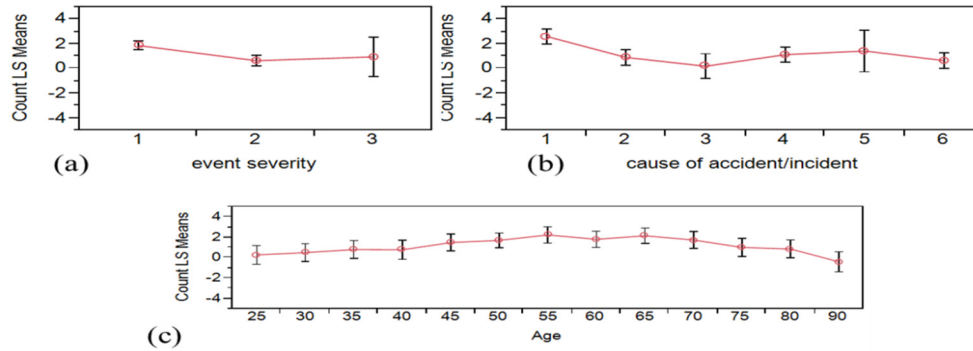 Count LS Means
4
2
0
-2
-4
1 2 3
(a) event severity
Count LS Means
4
2
0
-2
-4
1 2 3 4 5 6
(b) cause of accident/incident
Count LS Means
4
2
0
-2
-4
25 30 35 40 45 50 55 60 65 70 75 80 90
(c) Age